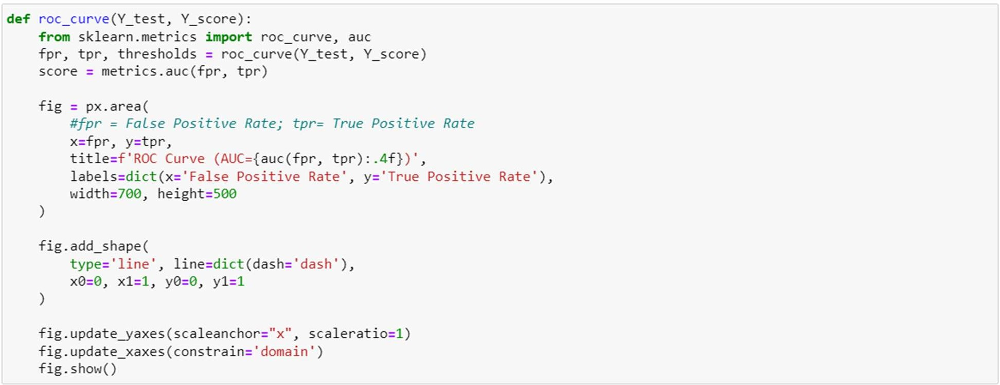 def roc_curve(Y_test, Y_score):
    from sklearn.metrics import roc_curve, auc
    fpr, tpr, thresholds = roc_curve(Y_test, Y_score)
    score = metrics.auc(fpr, tpr)

    fig = px.area(
        #fpr = False Positive Rate; tpr= True Positive Rate
        x=fpr, y=tpr,
        title=f'ROC Curve (AUC={auc(fpr, tpr):.4f})',
        labels=dict(x='False Positive Rate', y='True Positive Rate'),
        width=700, height=500
    )

    fig.add_shape(
        type='line', line=dict(dash='dash'),
        x0=0, x1=1, y0=0, y1=1
    )

    fig.update_yaxes(scaleanchor="x", scaleratio=1)
    fig.update_xaxes(constrain='domain')
    fig.show()